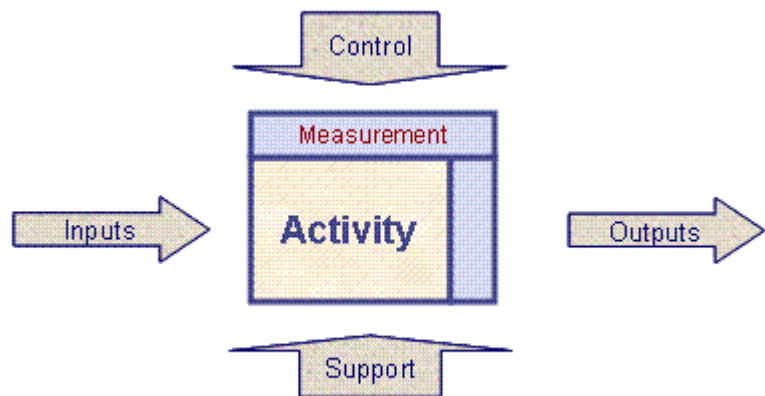 Control
Measurement
Inputs
Activity
Outputs
Support